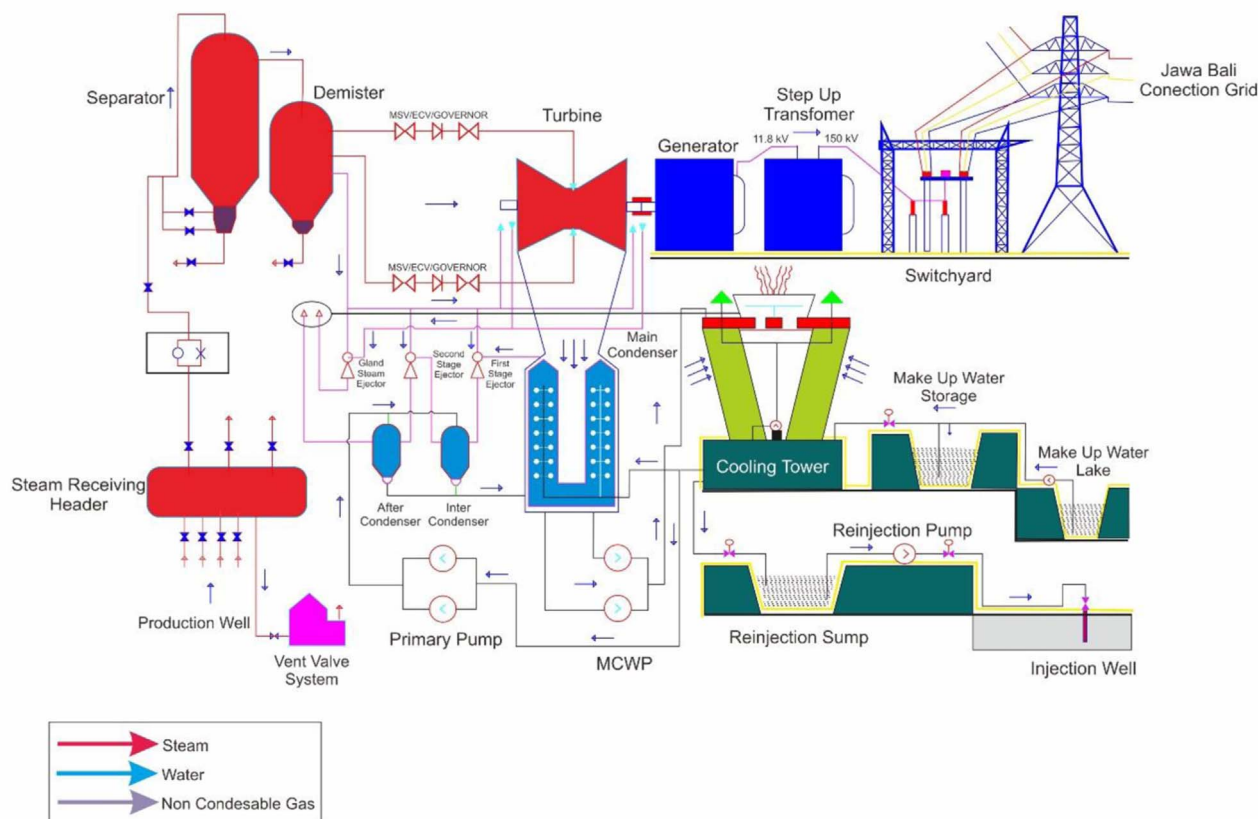 Separator
Demister
MSV/ECV/GOVERNOR
Turbine
Generator
11.8 kV
Step Up
Transfomer
150 kV
Jawa Bali
Conection Grid
Switchyard
MSV/ECV/GOVERNOR
Gland
Steam
Ejector
Second
Stage
Ejector
First
Stage
Ejector
Main
Condenser
Make Up Water
Storage
Make Up Water
Lake
Cooling Tower
Steam Receiving
Header
After
Condenser
Inter
Condenser
Reinjection Pump
Production Well
Primary Pump
MCWP
Reinjection Sump
Injection Well
Vent Valve
System
Steam
Water
Non Condesable Gas